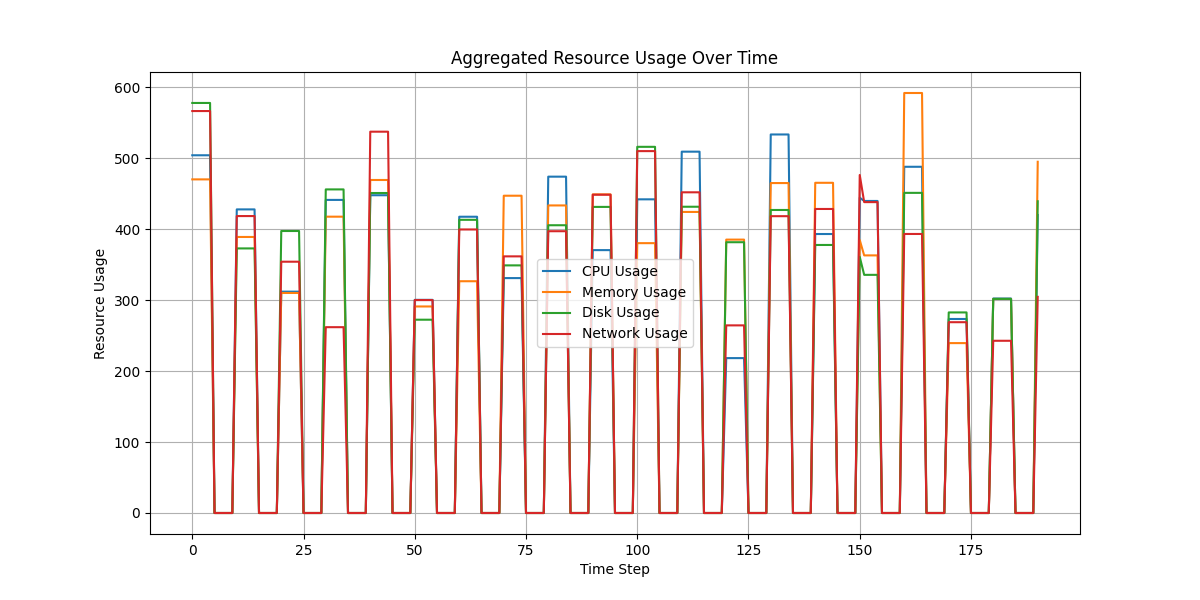 Aggregated Resource Usage Over Time
Resource Usage
600
500
400
300
200
100
0
CPU Usage
Memory Usage
Disk Usage
Network Usage
0 25 50 75 100 125 150 175
Time Step